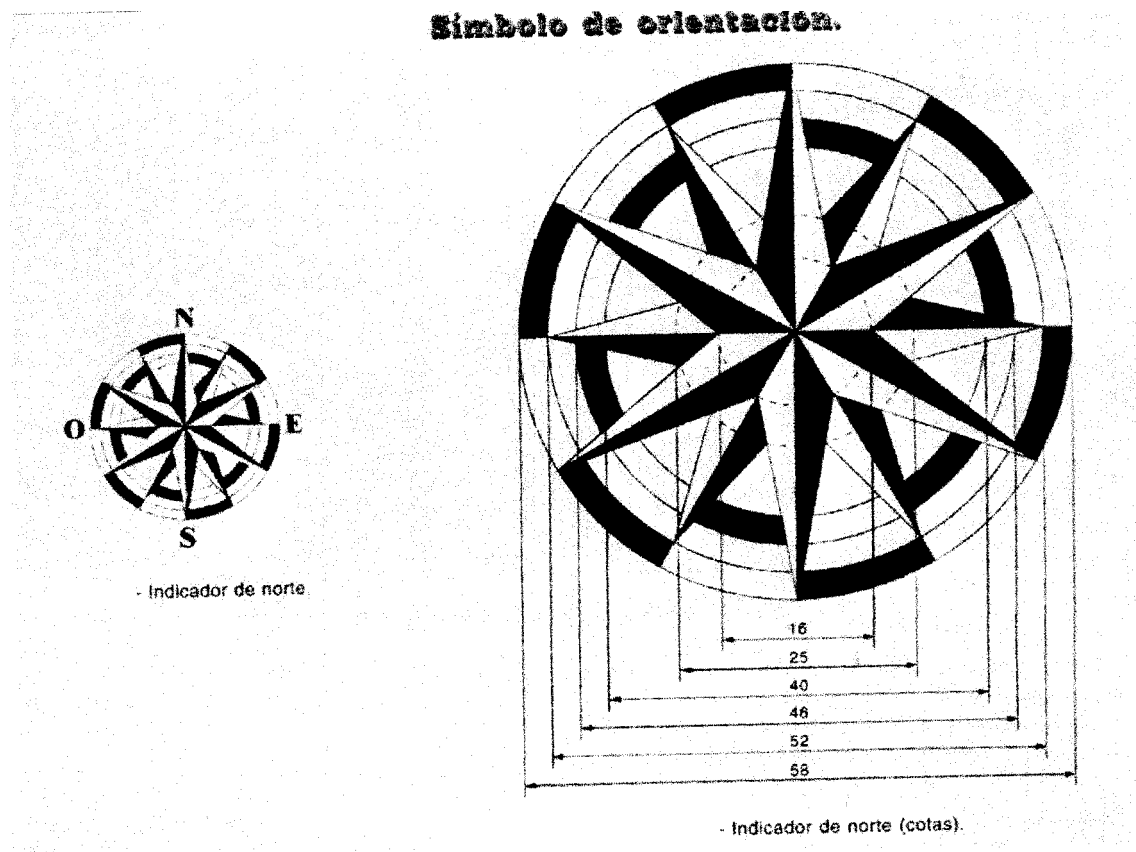 Símbolo de orientación.
N
O
E
S
- Indicador de norte
16
25
40
46
52
58
- Indicador de norte (cotas).